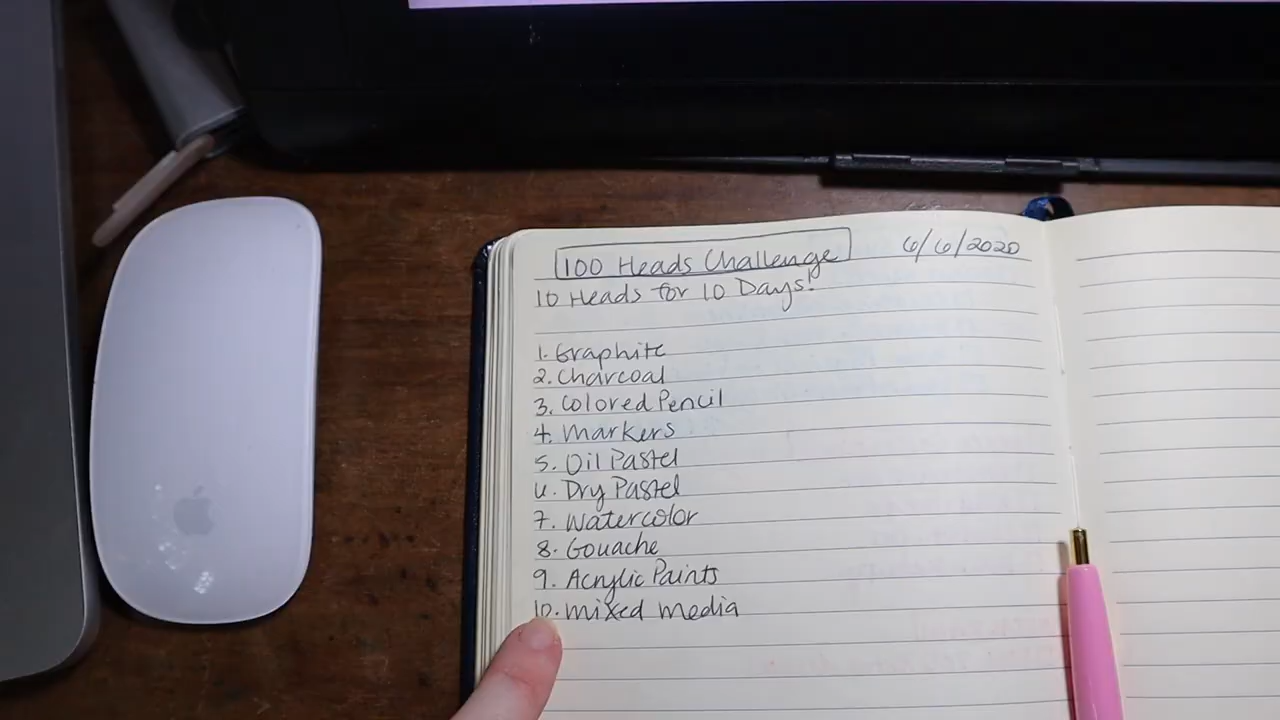 100 Heads Challenge 6/6/2020
10 Heads for 10 Days!
1. Graphite
2. Charcoal
3. Colored Pencil
4. Markers
5. Oil Pastel
6. Dry Pastel
7. Watercolor
8. Gouache
9. Acrylic Paints
10. Mixed Media